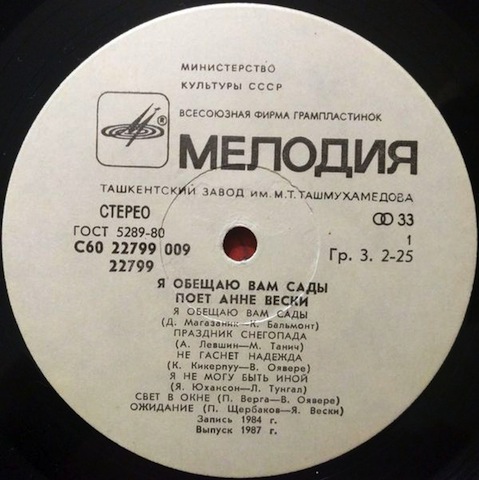 МИНИСТЕРСТВО
КУЛЬТУРЫ СССР
ВСЕСОЮЗНАЯ ФИРМА ГРАМПЛАСТИНОК
® МЕЛОДИЯ
ТАШКЕНТСКИЙ ЗАВОД ИМ. М.Т.ТАШМУХАМЕДОВА
СТЕРЕО 33
ГОСТ 5289-80 1
С60 22799 009 Гр. 3. 2-25
22799
Я ОБЕЩАЮ ВАМ САДЫ
ПОЕТ АННЕ ВЕСКИ
Я ОБЕЩАЮ ВАМ САДЫ
(Д. Магазаник—К. Бальмонт)
ПРАЗДНИК СНЕГОПАДА
(А. Левшин—М. Танич)
НЕ ГАСНЕТ НАДЕЖДА
(К. Кикерпуу—В. Оявере)
Я НЕ МОГУ БЫТЬ ИНОЙ
(Я. Юхансон—Л. Тунгал)
СВЕТ В ОКНЕ (П. Верга—В. Оявере)
ОЖИДАНИЕ (П. Щербаков—Я. Вески)
Запись 1984 г.
Выпуск 1987 г.